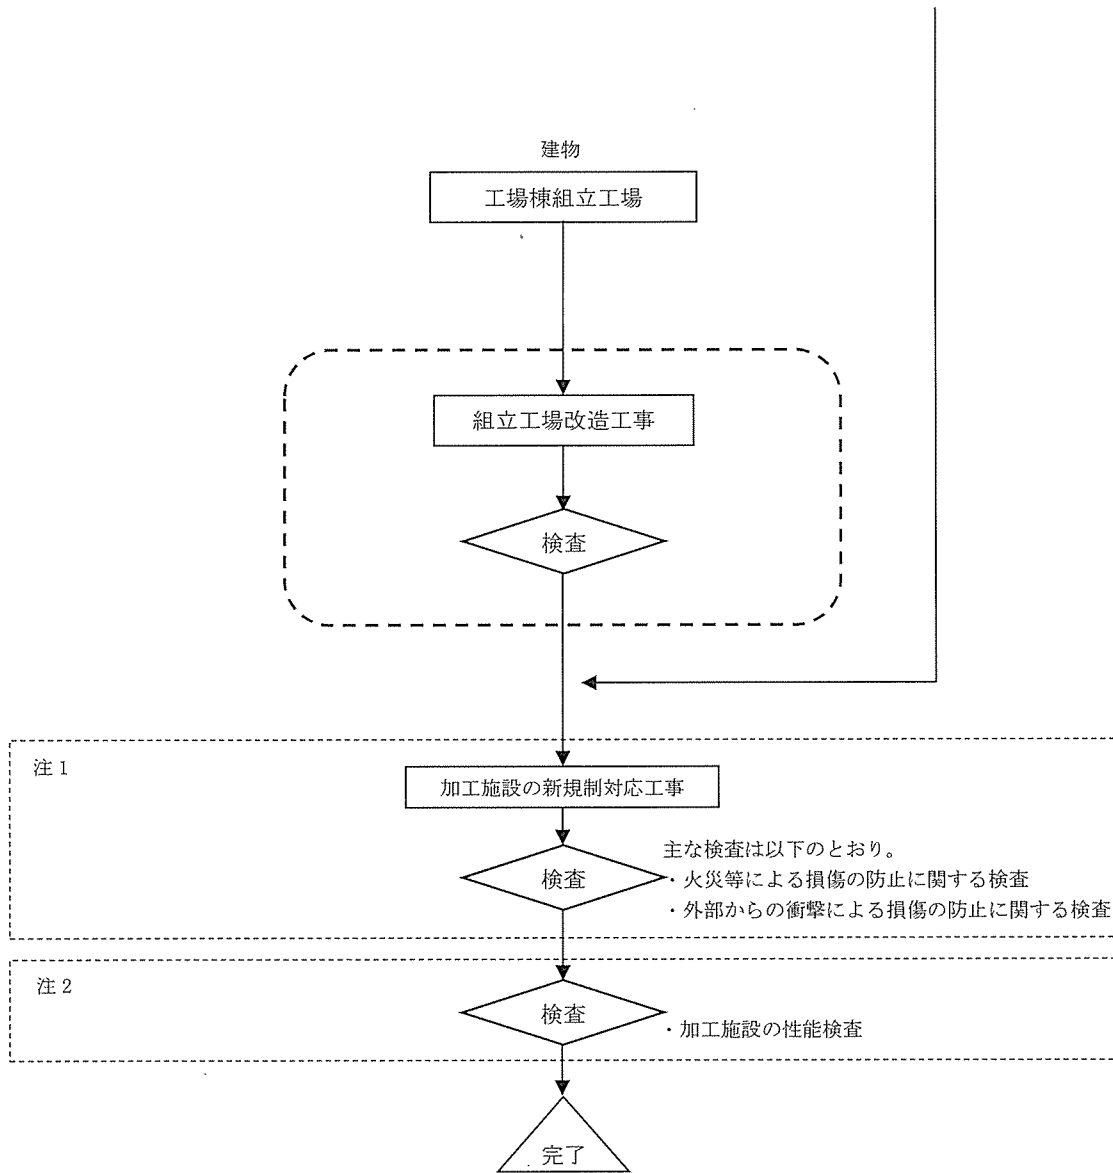 建物
工場棟組立工場
組立工場改造工事
検査
注 1
加工施設の新規制対応工事
検査
主な検査は以下のとおり。
・火災等による損傷の防止に関する検査
・外部からの衝撃による損傷の防止に関する検査
注 2
検査
・加工施設の性能検査
完了